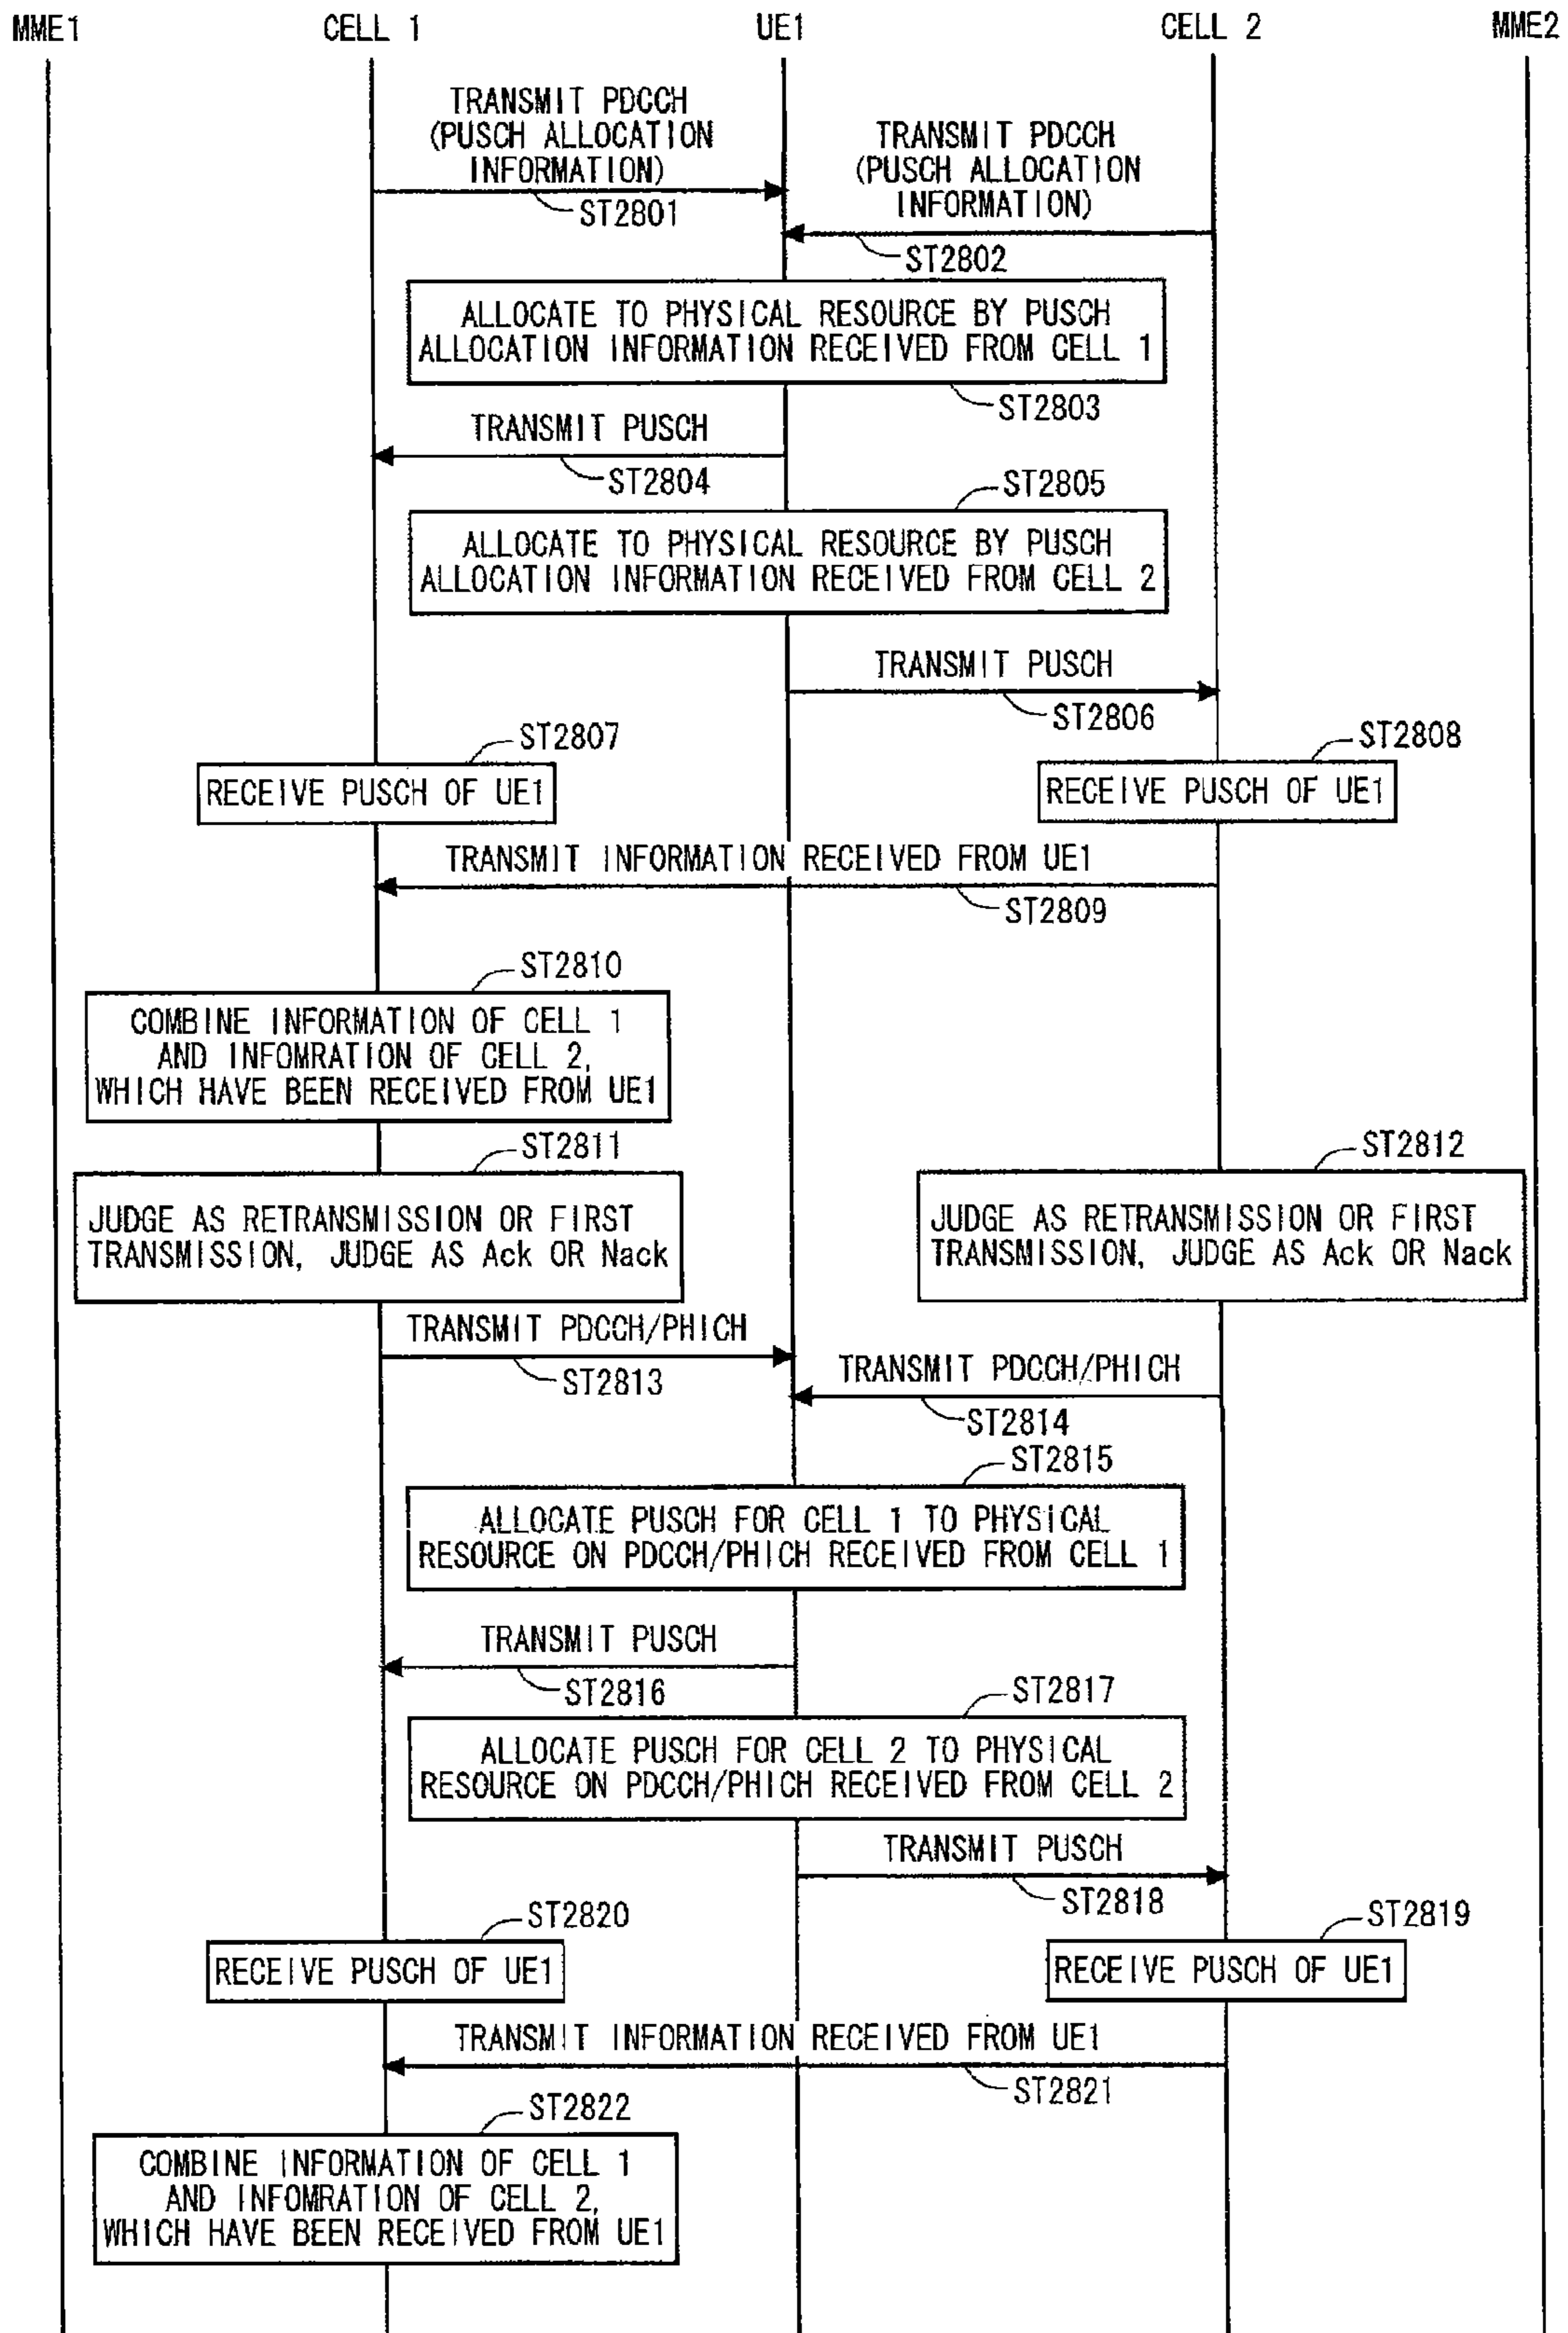 MME1 CELL 1 UE1 CELL 2 MME2
TRANSMIT PDCCH
(PUSCH ALLOCATION
INFORMATION)
ST2801
TRANSMIT PDCCH
(PUSCH ALLOCATION
INFORMATION)
ST2802
ALLOCATE TO PHYSICAL RESOURCE BY PUSCH
ALLOCATION INFORMATION RECEIVED FROM CELL 1
ST2803
TRANSMIT PUSCH
ST2804
ST2805
ALLOCATE TO PHYSICAL RESOURCE BY PUSCH
ALLOCATION INFORMATION RECEIVED FROM CELL 2
TRANSMIT PUSCH
ST2806
ST2807
RECEIVE PUSCH OF UE1
ST2808
RECEIVE PUSCH OF UE1
TRANSMIT INFORMATION RECEIVED FROM UE1
ST2809
ST2810
COMBINE INFORMATION OF CELL 1
AND INFOMRATION OF CELL 2,
WHICH HAVE BEEN RECEIVED FROM UE1
ST2811
JUDGE AS RETRANSMISSION OR FIRST
TRANSMISSION, JUDGE AS Ack OR Nack
ST2812
JUDGE AS RETRANSMISSION OR FIRST
TRANSMISSION, JUDGE AS Ack OR Nack
TRANSMIT PDCCH/PHICH
ST2813
TRANSMIT PDCCH/PHICH
ST2814
ST2815
ALLOCATE PUSCH FOR CELL 1 TO PHYSICAL
RESOURCE ON PDCCH/PHICH RECEIVED FROM CELL 1
TRANSMIT PUSCH
ST2816
ST2817
ALLOCATE PUSCH FOR CELL 2 TO PHYSICAL
RESOURCE ON PDCCH/PHICH RECEIVED FROM CELL 2
TRANSMIT PUSCH
ST2818
ST2820
RECEIVE PUSCH OF UE1
ST2819
RECEIVE PUSCH OF UE1
TRANSMIT INFORMATION RECEIVED FROM UE1
ST2821
ST2822
COMBINE INFORMATION OF CELL 1
AND INFOMRATION OF CELL 2,
WHICH HAVE BEEN RECEIVED FROM UE1